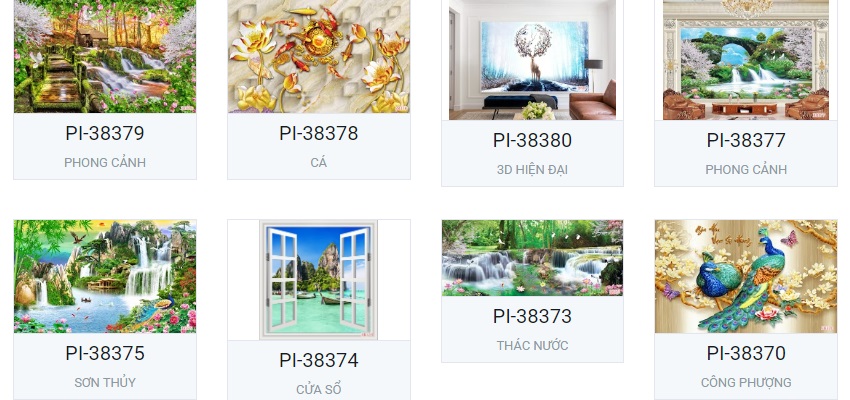 PI-38379
PHONG CẢNH
PI-38378
CÁ
PI-38380
3D HIỆN ĐẠI
PI-38377
PHONG CẢNH
PI-38375
SƠN THỦY
PI-38374
CỬA SỔ
PI-38373
THÁC NƯỚC
PI-38370
CÔNG PHƯỢNG